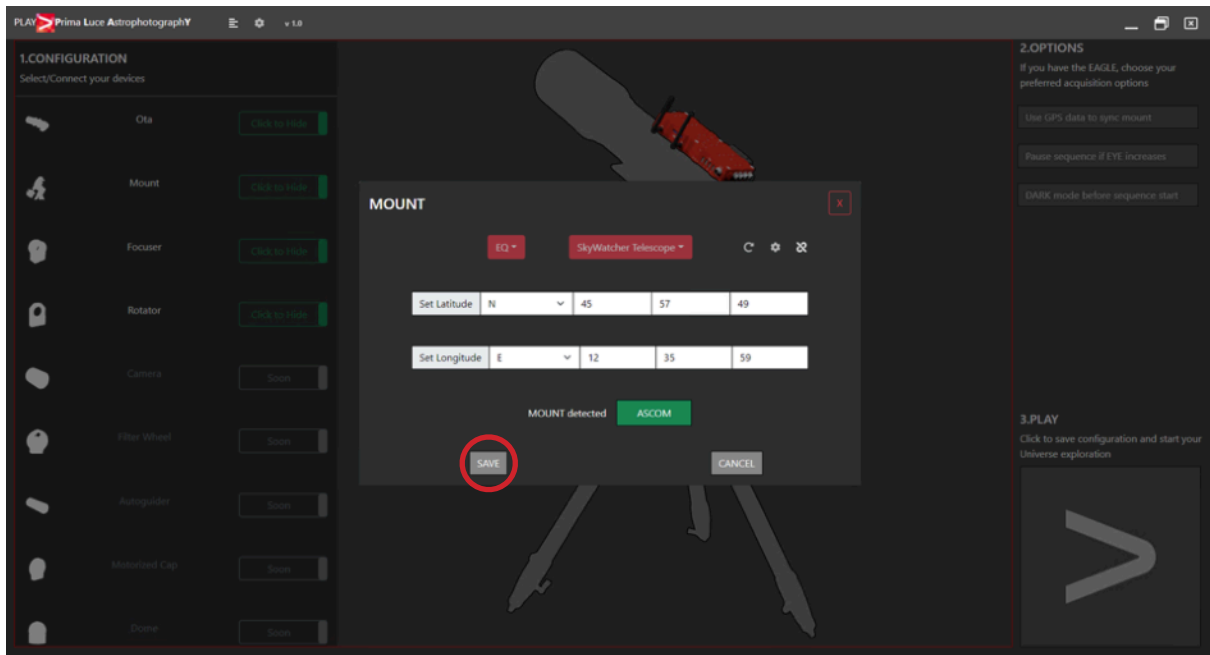 PLAY Prima Luce AstrophotographY v 1.0
1.CONFIGURATION
Select/Connect your devices
Ota Click to Hide
Mount Click to Hide
Focuser Click to Hide
Rotator Click to Hide
Camera Soon
Filter Wheel Soon
Autoguider Soon
Motorized Cap Soon
Dome Soon
MOUNT X
EQ SkyWatcher Telescope
Set Latitude N 45 57 49
Set Longitude E 12 35 59
MOUNT detected ASCOM
SAVE CANCEL
2.OPTIONS
If you have the EAGLE, choose your
preferred acquisition options
Use GPS data to sync mount
Pause sequence if EYE increases
DARK mode before sequence start
3.PLAY
Click to save configuration and start your
Universe exploration